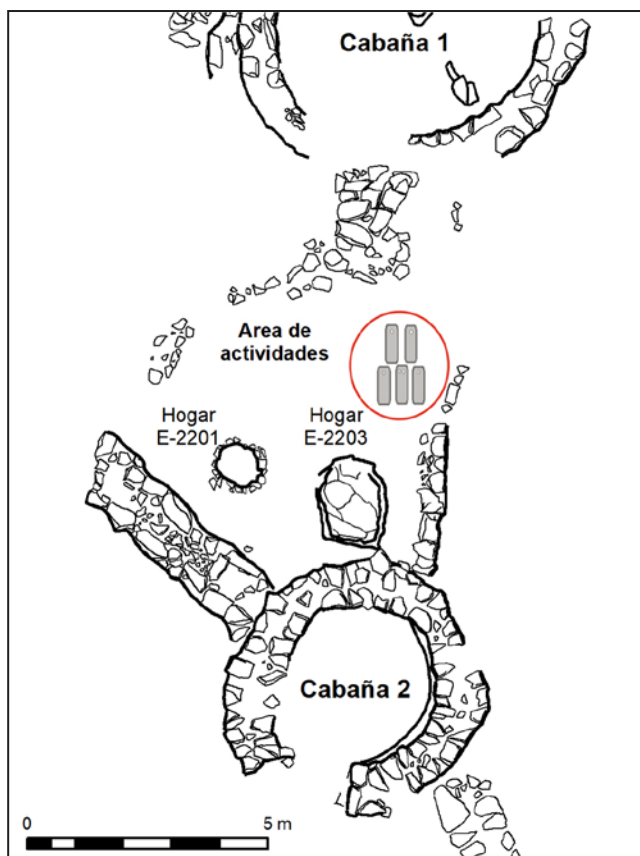 Cabaña 1
Area de
actividades
Hogar
E-2201
Hogar
E-2203
Cabaña 2
0
5 m